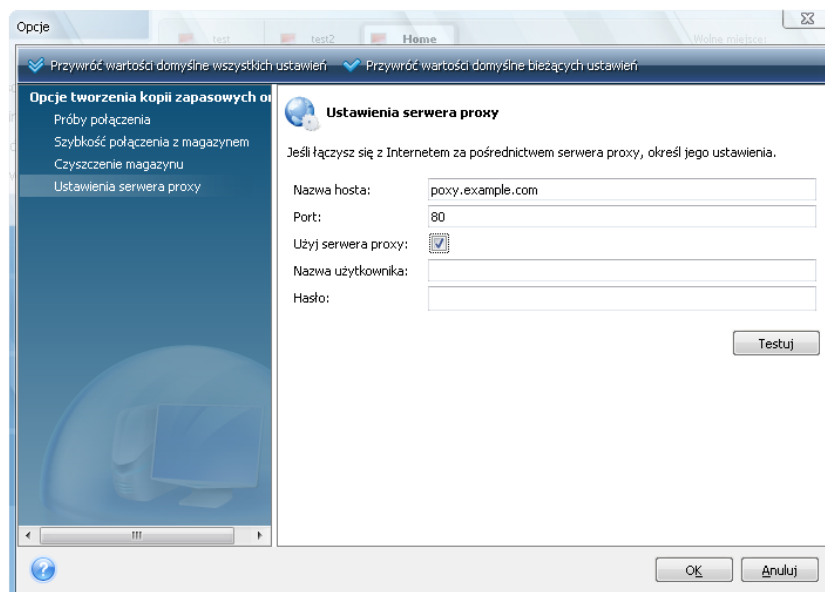 Opcje
test
test2
Home
Wolne miejsce:
Przywróć wartości domyślne wszystkich ustawień
Przywróć wartości domyślne bieżących ustawień
Opcje tworzenia kopii zapasowych
Próby połączenia
Szybkość połączenia z magazynem
Czyszczenie magazynu
Ustawienia serwera proxy
Ustawienia serwera proxy
Jeśli łączysz się z Internetem za pośrednictwem serwera proxy, określ jego ustawienia.
Nazwa hosta:
poxy.example.com
Port:
80
Użyj serwera proxy:
Nazwa użytkownika:
Hasło:
Testuj
OK
Anuluj